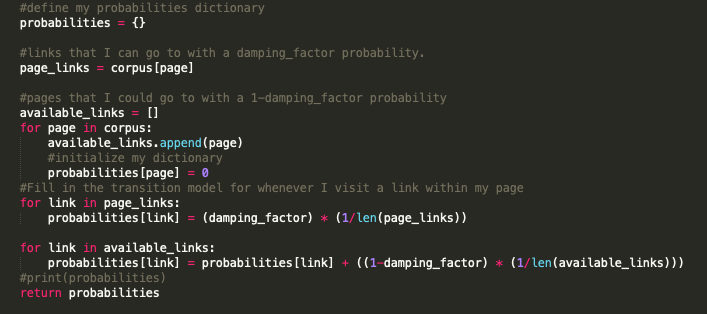 #define my probabilities dictionary
probabilities = {}
#links that I can go to with a damping_factor probability.
page_links = corpus[page]
#pages that I could go to with a 1-damping_factor probability
available_links = []
for page in corpus:
    available_links.append(page)
    #initialize my dictionary
    probabilities[page] = 0
#Fill in the transition model for whenever I visit a link within my page
for link in page_links:
    probabilities[link] = (damping_factor) * (1/len(page_links))
for link in available_links:
    probabilities[link] = probabilities[link] + ((1-damping_factor) * (1/len(available_links)))
#print(probabilities)
return probabilities